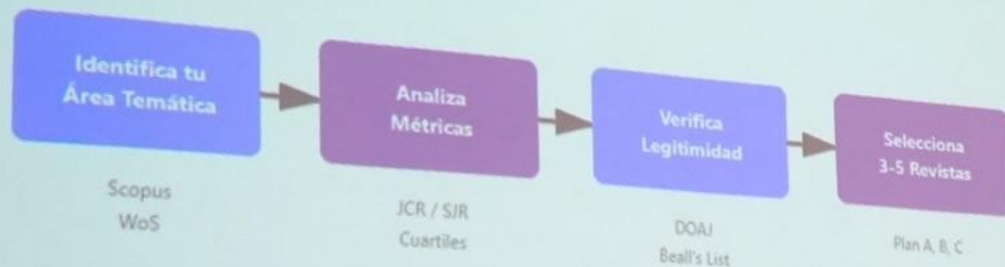 Identifica tu
Área Temática
Scopus
WoS
Analiza
Métricas
JCR / SJR
Cuartiles
Verifica
Legitimidad
DOAJ
Beall's List
Selecciona
3-5 Revistas
Plan A, B, C